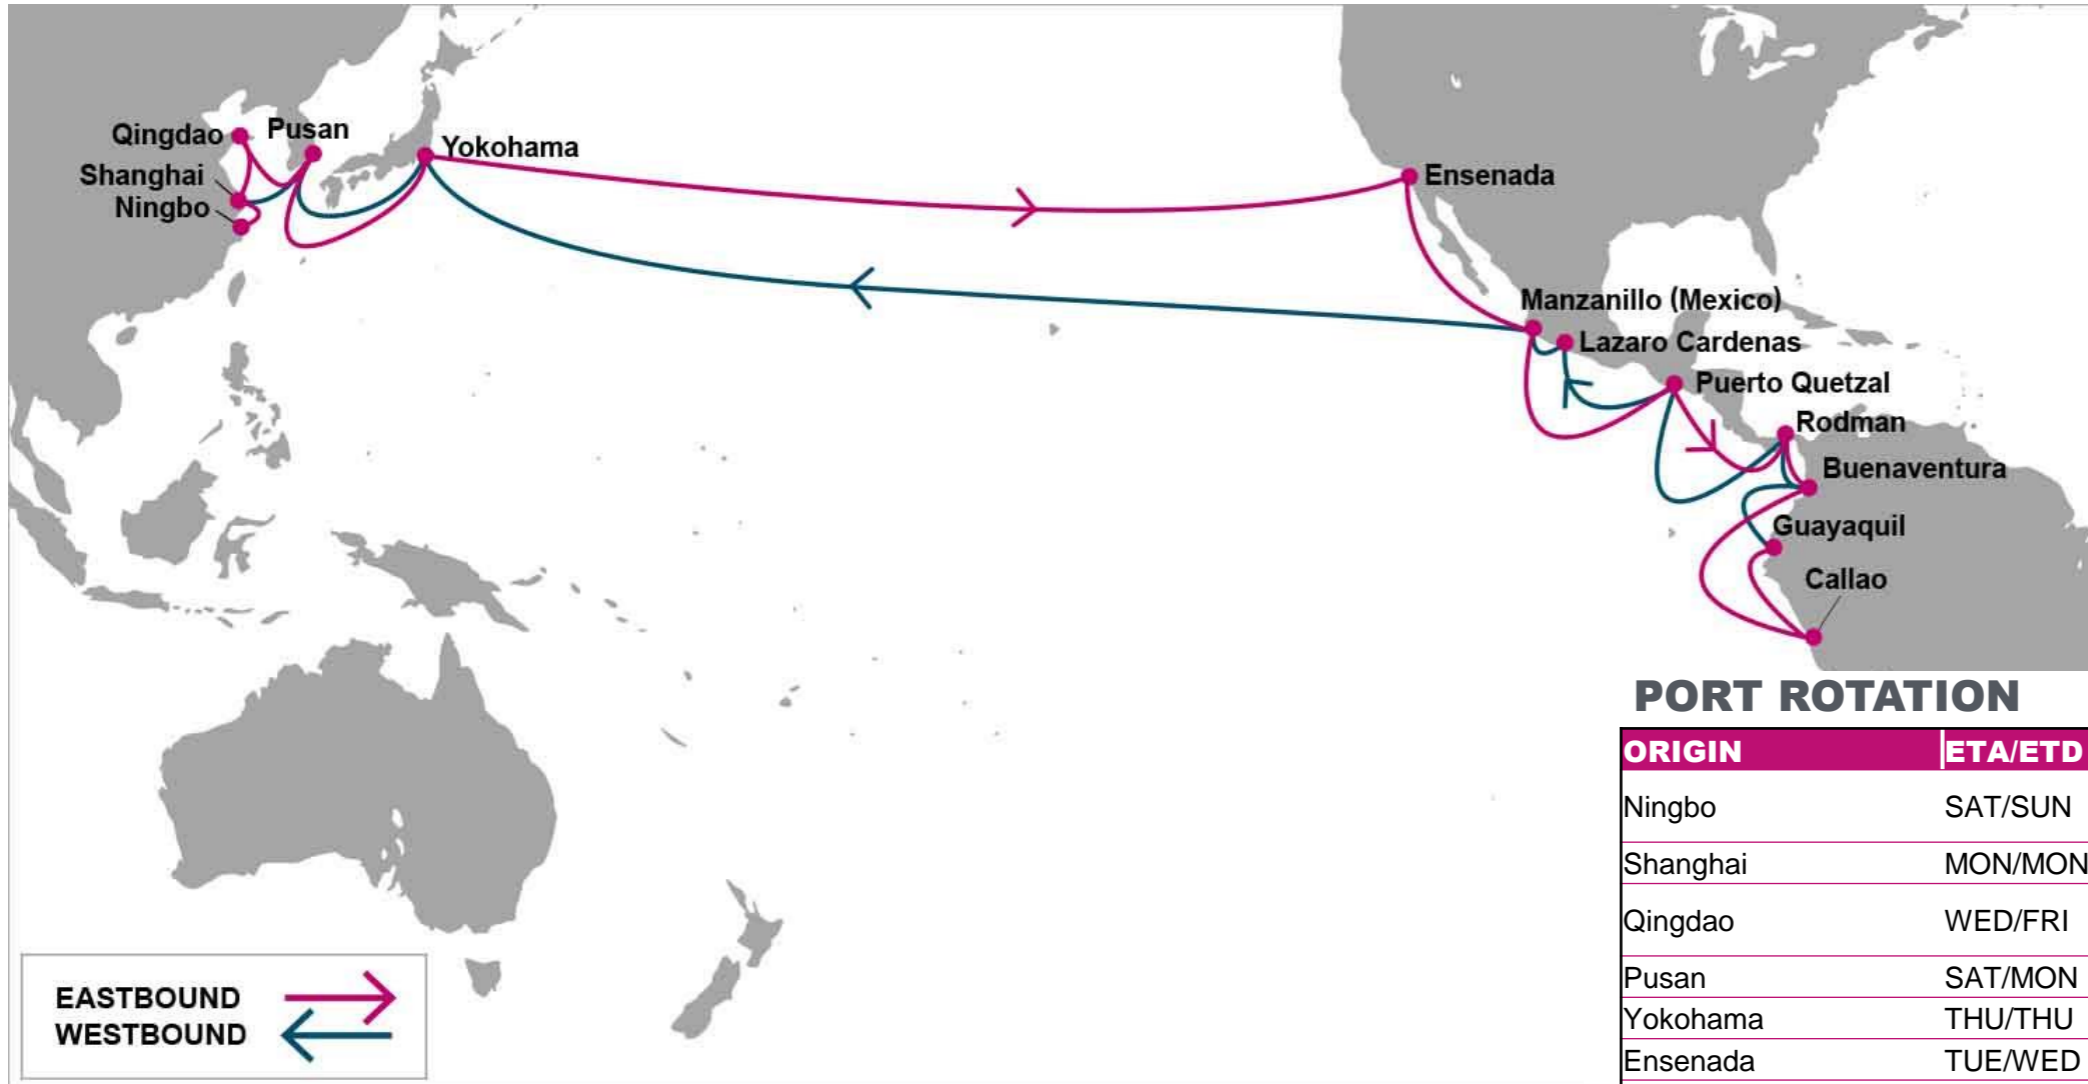 Qingdao
Pusan
Yokohama
Shanghai
Ningbo
Ensenada
Manzanillo (Mexico)
Lazaro Cardenas
Puerto Quetzal
Rodman
Buenaventura
Guayaquil
Callao
PORT ROTATION
ORIGIN ETA/ETD
Ningbo SAT/SUN
Shanghai MON/MON
Qingdao WED/FRI
Pusan SAT/MON
Yokohama THU/THU
Ensenada TUE/WED
EASTBOUND
WESTBOUND